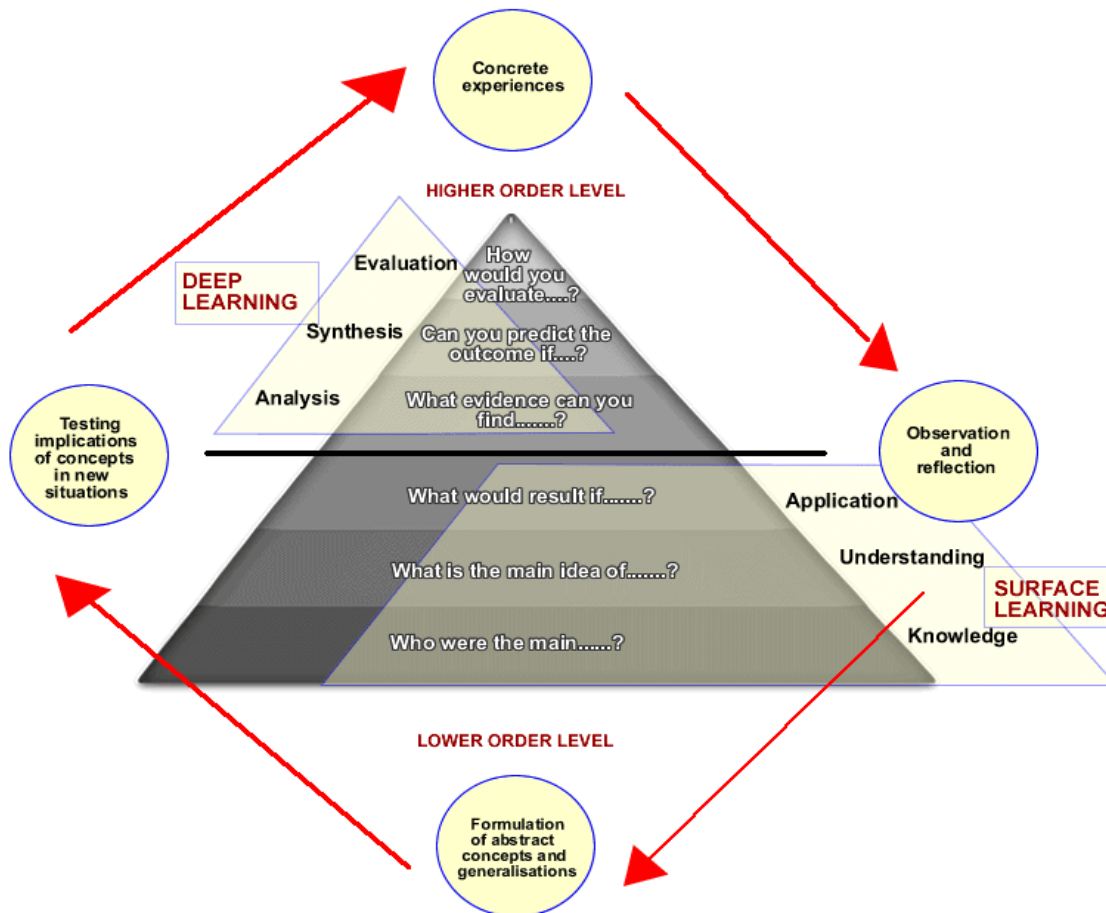 Concrete
experiences
HIGHER ORDER LEVEL
DEEP
LEARNING
Evaluation
How
would you
evaluate....?
Synthesis
Can you predict the
outcome if....?
Analysis
What evidence can you
find.......?
Testing
implications
of concepts
in new
situations
Observation
and
reflection
What would result if.......?
Application
What is the main idea of.......?
Understanding
SURFACE
LEARNING
Who were the main......?
Knowledge
LOWER ORDER LEVEL
Formulation
of abstract
concepts and
generalisations